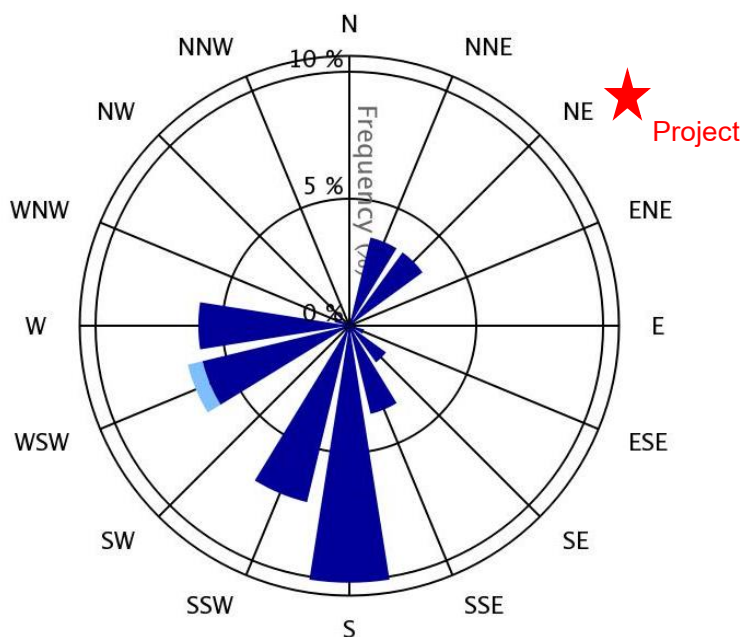 N
NNW
NNE
10 %
NW
NE
Project
Frequency (%)
5 %
WNW
ENE
0 %
W
E
WSW
ESE
SW
SE
SSW
SSE
S